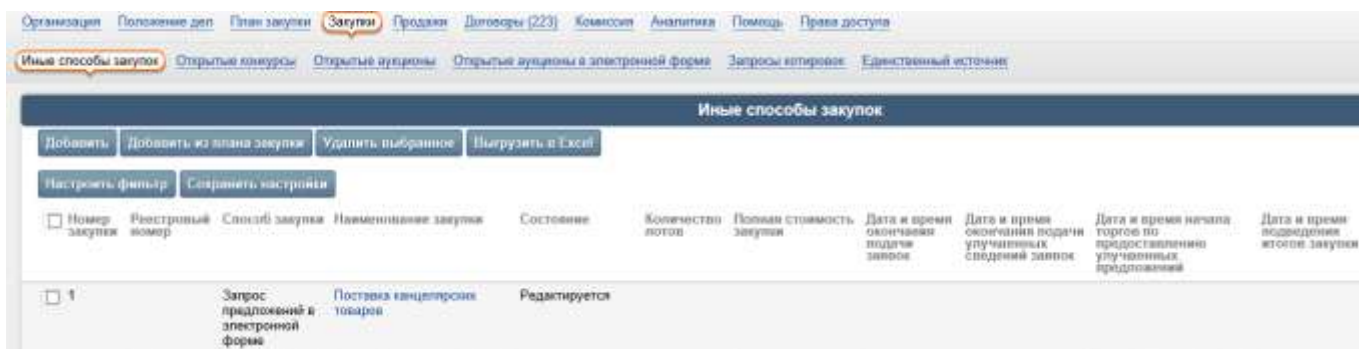 Организация Положение дел План закупки Закупки Продажи Договоры (223) Комиссия Аналитика Помощь Права доступа
Иные способы закупок Открытые конкурсы Открытые аукционы Открытые аукционы в электронной форме Запросы котировок Единственный источник
Иные способы закупок
Добавить Добавить из плана закупки Удалить выбранное Выгрузить в Excel
Настроить фильтр Сохранить настройки
Номер Реестровый Способ закупки Наименование закупки Состояние Количество Полная стоимость Дата и время Дата и время Дата и время начала Дата и время
закупки номер лотов закупки окончания окончания подачи торгов по подведения
подачи улучшенных предоставлению итогов закупки
заявок сведений заявок улучшенных
предложений
1 Запрос Поставка канцелярских Редактируется
предложений в товаров
электронной
форме